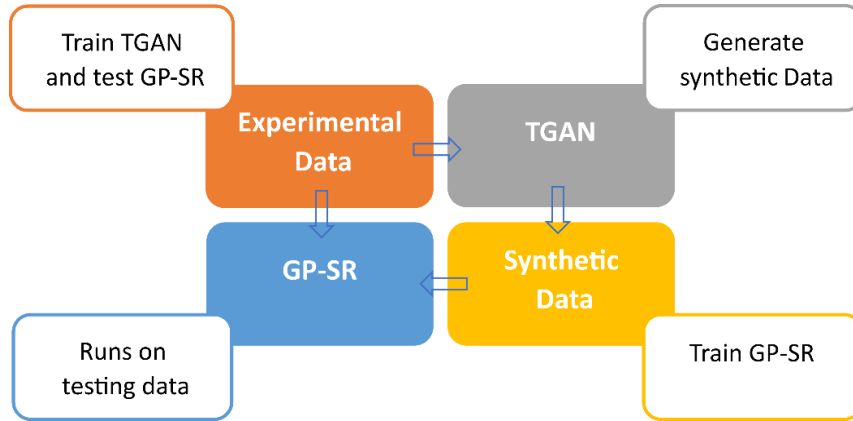 Train TGAN
and test GP-SR
Generate
synthetic Data
Experimental
Data
TGAN
GP-SR
Synthetic
Data
Runs on
testing data
Train GP-SR